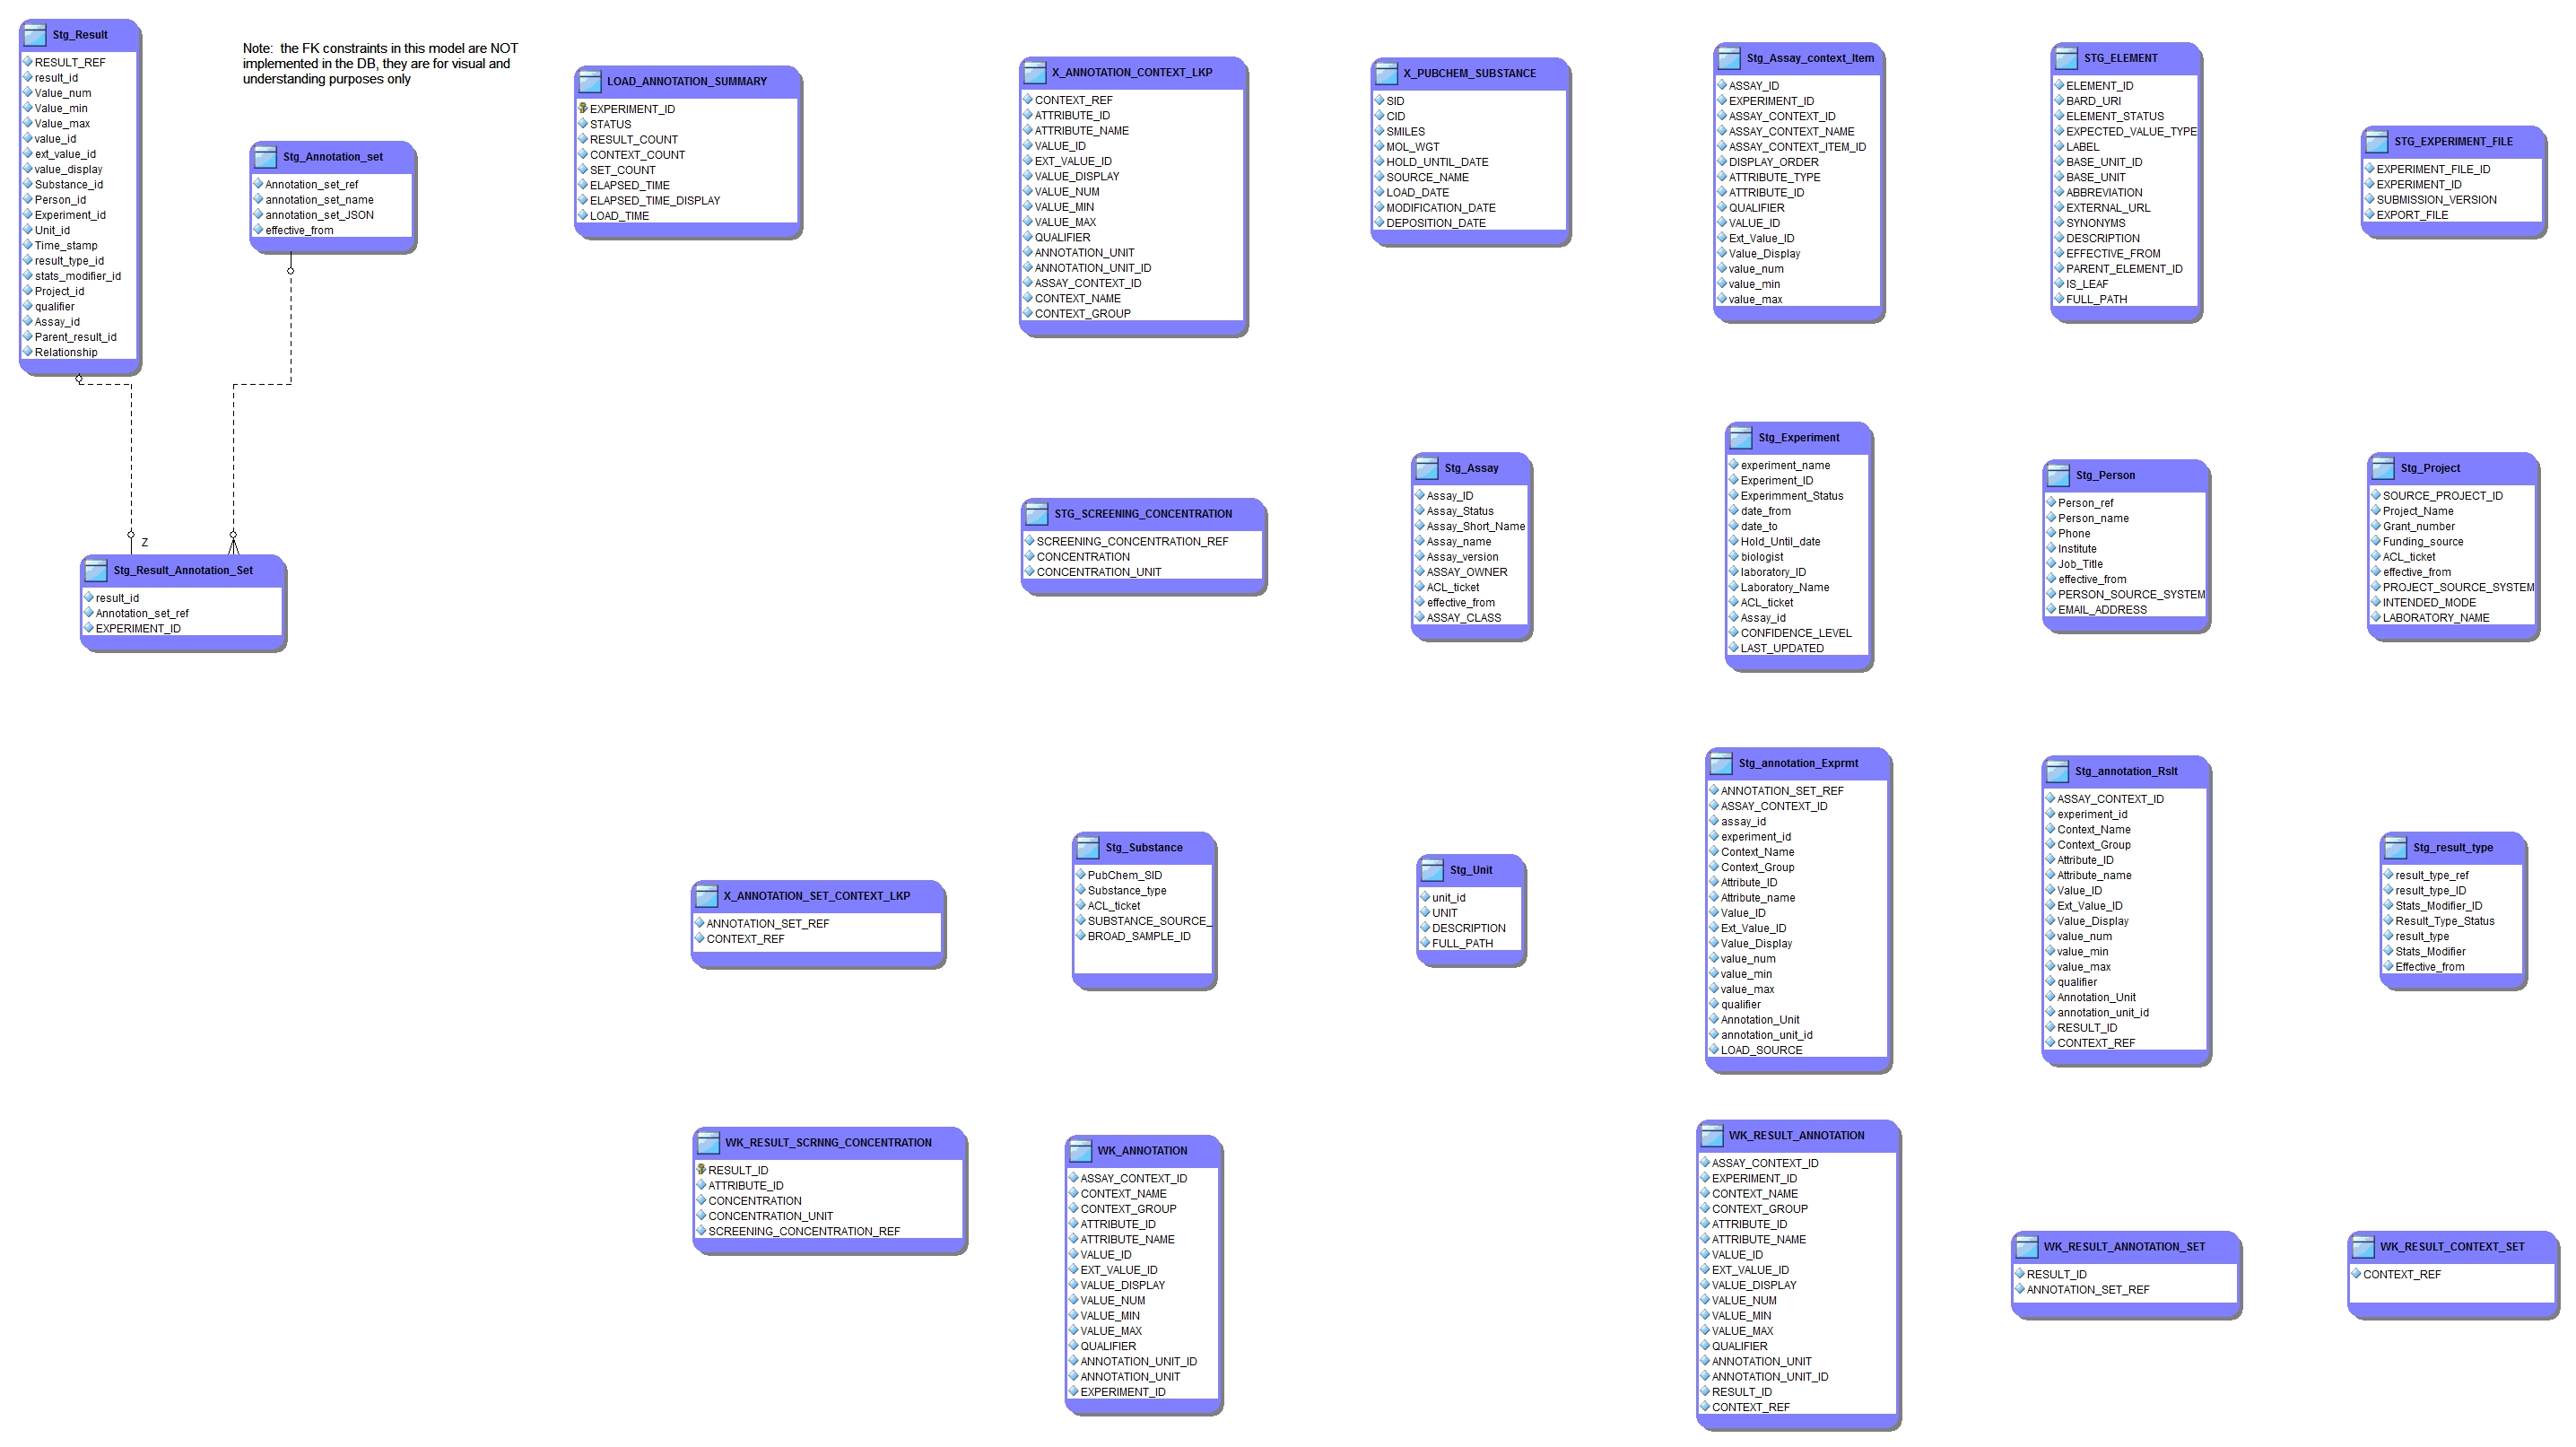 Stg_Result
RESULT_REF
result_id
Value_num
Value_min
Value_max
value_id
ext_value_id
value_display
Substance_id
Person_id
Experiment_id
Unit_id
Time_stamp
result_type_id
stats_modifier_id
Project_id
qualifier
Assay_id
Parent_result_id
Relationship
Note:  the FK constraints in this model are NOT
implemented in the DB, they are for visual and
understanding purposes only
Stg_Annotation_set
Annotation_set_ref
annotation_set_name
annotation_set_JSON
effective_from
LOAD_ANNOTATION_SUMMARY
EXPERIMENT_ID
STATUS
RESULT_COUNT
CONTEXT_COUNT
SET_COUNT
ELAPSED_TIME
ELAPSED_TIME_DISPLAY
LOAD_TIME
X_ANNOTATION_CONTEXT_LKP
CONTEXT_REF
ATTRIBUTE_ID
ATTRIBUTE_NAME
VALUE_ID
EXT_VALUE_ID
VALUE_DISPLAY
VALUE_NUM
VALUE_MIN
VALUE_MAX
QUALIFIER
ANNOTATION_UNIT
ANNOTATION_UNIT_ID
ASSAY_CONTEXT_ID
CONTEXT_NAME
CONTEXT_GROUP
X_PUBCHEM_SUBSTANCE
SID
CID
SMILES
MOL_WGT
HOLD_UNTIL_DATE
SOURCE_NAME
LOAD_DATE
MODIFICATION_DATE
DEPOSITION_DATE
Stg_Assay_context_Item
ASSAY_ID
EXPERIMENT_ID
ASSAY_CONTEXT_ID
ASSAY_CONTEXT_NAME
ASSAY_CONTEXT_ITEM_ID
DISPLAY_ORDER
ATTRIBUTE_TYPE
ATTRIBUTE_ID
QUALIFIER
VALUE_ID
Ext_Value_ID
Value_Display
value_num
value_min
value_max
STG_ELEMENT
ELEMENT_ID
BARD_URI
ELEMENT_STATUS
EXPECTED_VALUE_TYPE
LABEL
BASE_UNIT_ID
BASE_UNIT
ABBREVIATION
EXTERNAL_URL
SYNONYMS
DESCRIPTION
EFFECTIVE_FROM
PARENT_ELEMENT_ID
IS_LEAF
FULL_PATH
STG_EXPERIMENT_FILE
EXPERIMENT_FILE_ID
EXPERIMENT_ID
SUBMISSION_VERSION
EXPORT_FILE
Z
Stg_Result_Annotation_Set
result_id
Annotation_set_ref
EXPERIMENT_ID
STG_SCREENING_CONCENTRATION
SCREENING_CONCENTRATION_REF
CONCENTRATION
CONCENTRATION_UNIT
Stg_Assay
Assay_ID
Assay_Status
Assay_Short_Name
Assay_name
Assay_version
ASSAY_OWNER
ACL_ticket
effective_from
ASSAY_CLASS
Stg_Experiment
experiment_name
Experiment_ID
Experimment_Status
date_from
date_to
Hold_Until_date
biologist
laboratory_ID
Laboratory_Name
ACL_ticket
Assay_id
CONFIDENCE_LEVEL
LAST_UPDATED
Stg_Person
Person_ref
Person_name
Phone
Institute
Job_Title
effective_from
PERSON_SOURCE_SYSTEM
EMAIL_ADDRESS
Stg_Project
SOURCE_PROJECT_ID
Project_Name
Grant_number
Funding_source
ACL_ticket
effective_from
PROJECT_SOURCE_SYSTEM
INTENDED_MODE
LABORATORY_NAME
X_ANNOTATION_SET_CONTEXT_LKP
ANNOTATION_SET_REF
CONTEXT_REF
Stg_Substance
PubChem_SID
Substance_type
ACL_ticket
SUBSTANCE_SOURCE_
BROAD_SAMPLE_ID
Stg_Unit
unit_id
UNIT
DESCRIPTION
FULL_PATH
Stg_annotation_Exprmt
ANNOTATION_SET_REF
ASSAY_CONTEXT_ID
assay_id
experiment_id
Context_Name
Context_Group
Attribute_ID
Attribute_name
Value_ID
Ext_Value_ID
Value_Display
value_num
value_min
value_max
qualifier
Annotation_Unit
annotation_unit_id
LOAD_SOURCE
Stg_annotation_Rslt
ASSAY_CONTEXT_ID
experiment_id
Context_Name
Context_Group
Attribute_ID
Attribute_name
Value_ID
Ext_Value_ID
Value_Display
value_num
value_min
value_max
qualifier
Annotation_Unit
annotation_unit_id
RESULT_ID
CONTEXT_REF
Stg_result_type
result_type_ref
result_type_ID
Stats_Modifier_ID
Result_Type_Status
result_type
Stats_Modifier
Effective_from
WK_RESULT_SCRNNG_CONCENTRATION
RESULT_ID
ATTRIBUTE_ID
CONCENTRATION
CONCENTRATION_UNIT
SCREENING_CONCENTRATION_REF
WK_ANNOTATION
ASSAY_CONTEXT_ID
CONTEXT_NAME
CONTEXT_GROUP
ATTRIBUTE_ID
ATTRIBUTE_NAME
VALUE_ID
EXT_VALUE_ID
VALUE_DISPLAY
VALUE_NUM
VALUE_MIN
VALUE_MAX
QUALIFIER
ANNOTATION_UNIT_ID
ANNOTATION_UNIT
EXPERIMENT_ID
WK_RESULT_ANNOTATION
ASSAY_CONTEXT_ID
EXPERIMENT_ID
CONTEXT_NAME
CONTEXT_GROUP
ATTRIBUTE_ID
ATTRIBUTE_NAME
VALUE_ID
EXT_VALUE_ID
VALUE_DISPLAY
VALUE_NUM
VALUE_MIN
VALUE_MAX
QUALIFIER
ANNOTATION_UNIT
ANNOTATION_UNIT_ID
RESULT_ID
CONTEXT_REF
WK_RESULT_ANNOTATION_SET
RESULT_ID
ANNOTATION_SET_REF
WK_RESULT_CONTEXT_SET
CONTEXT_REF